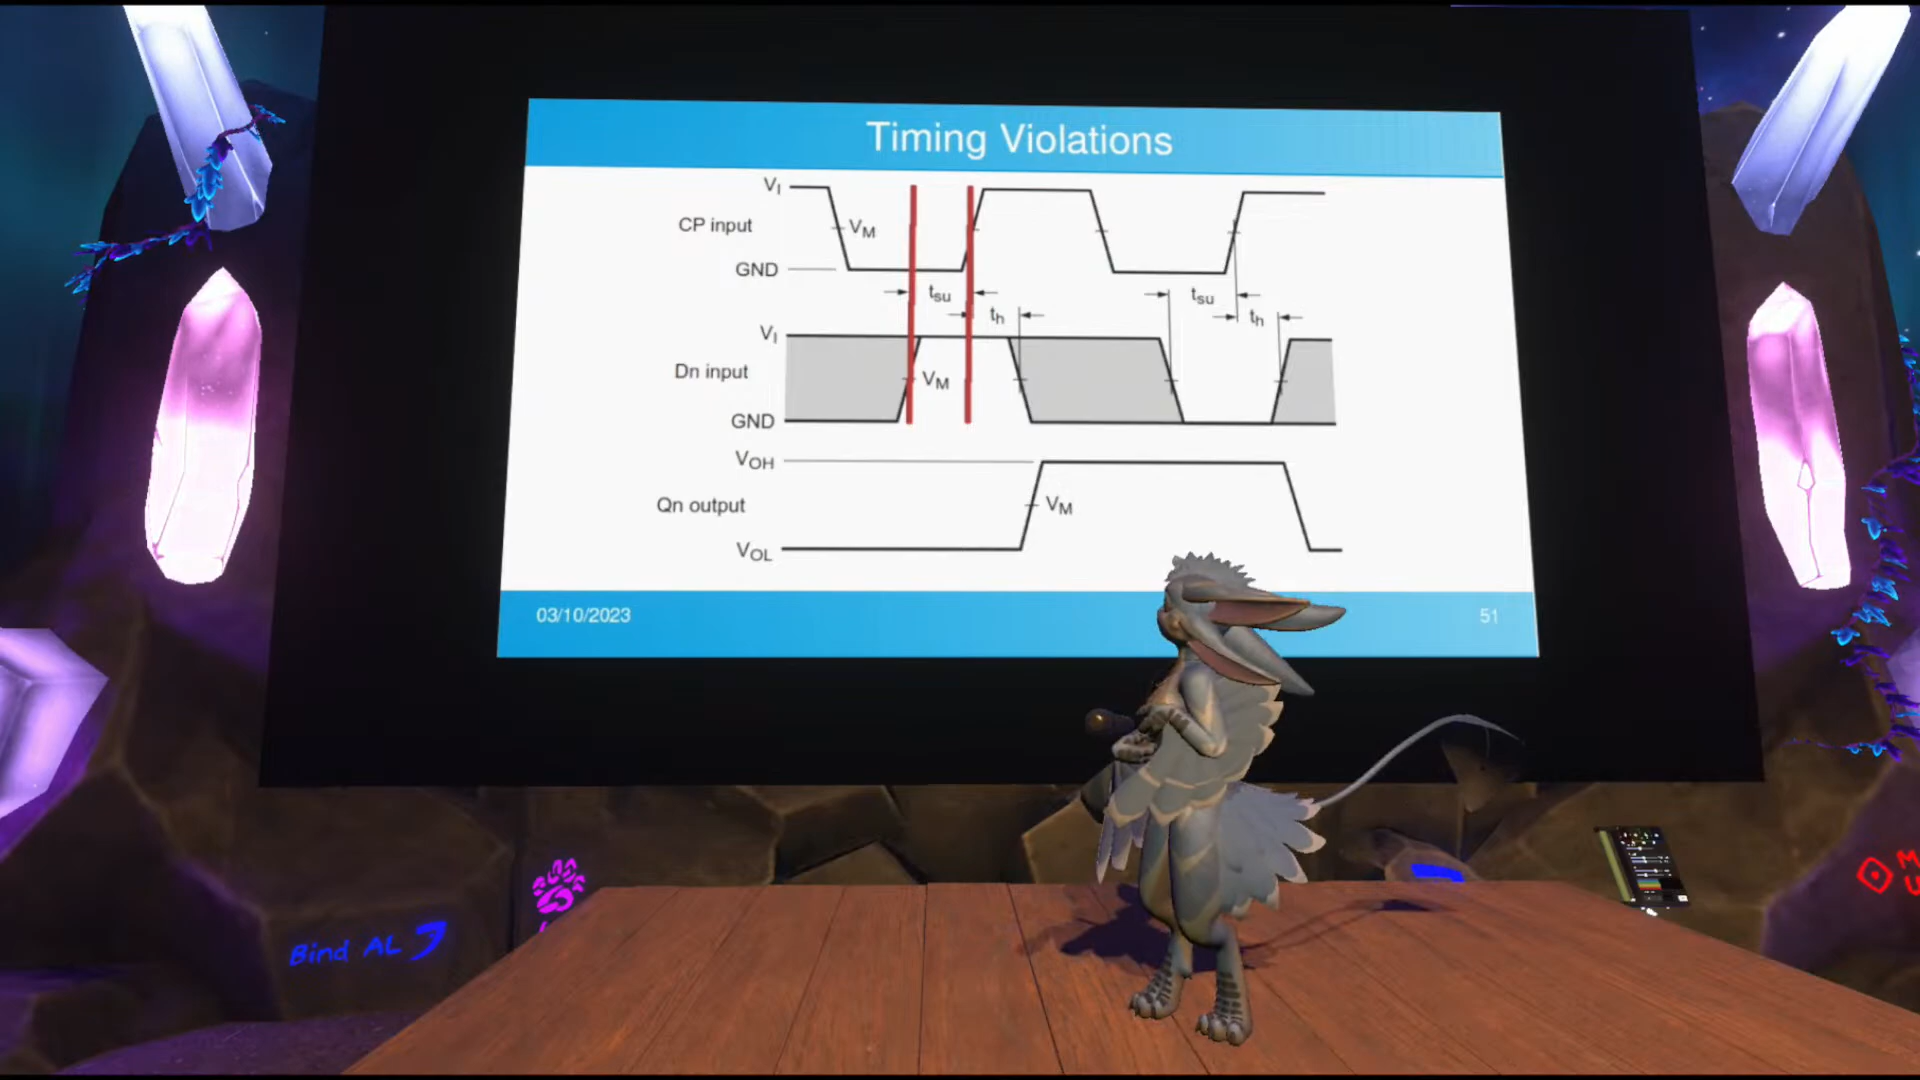 Timing Violations
VI
CP input
VM
GND
tsu
tsu
th
th
VI
Dn input
VM
GND
VOH
Qn output
VM
VOL
03/10/2023
51
Bind AL
M
U